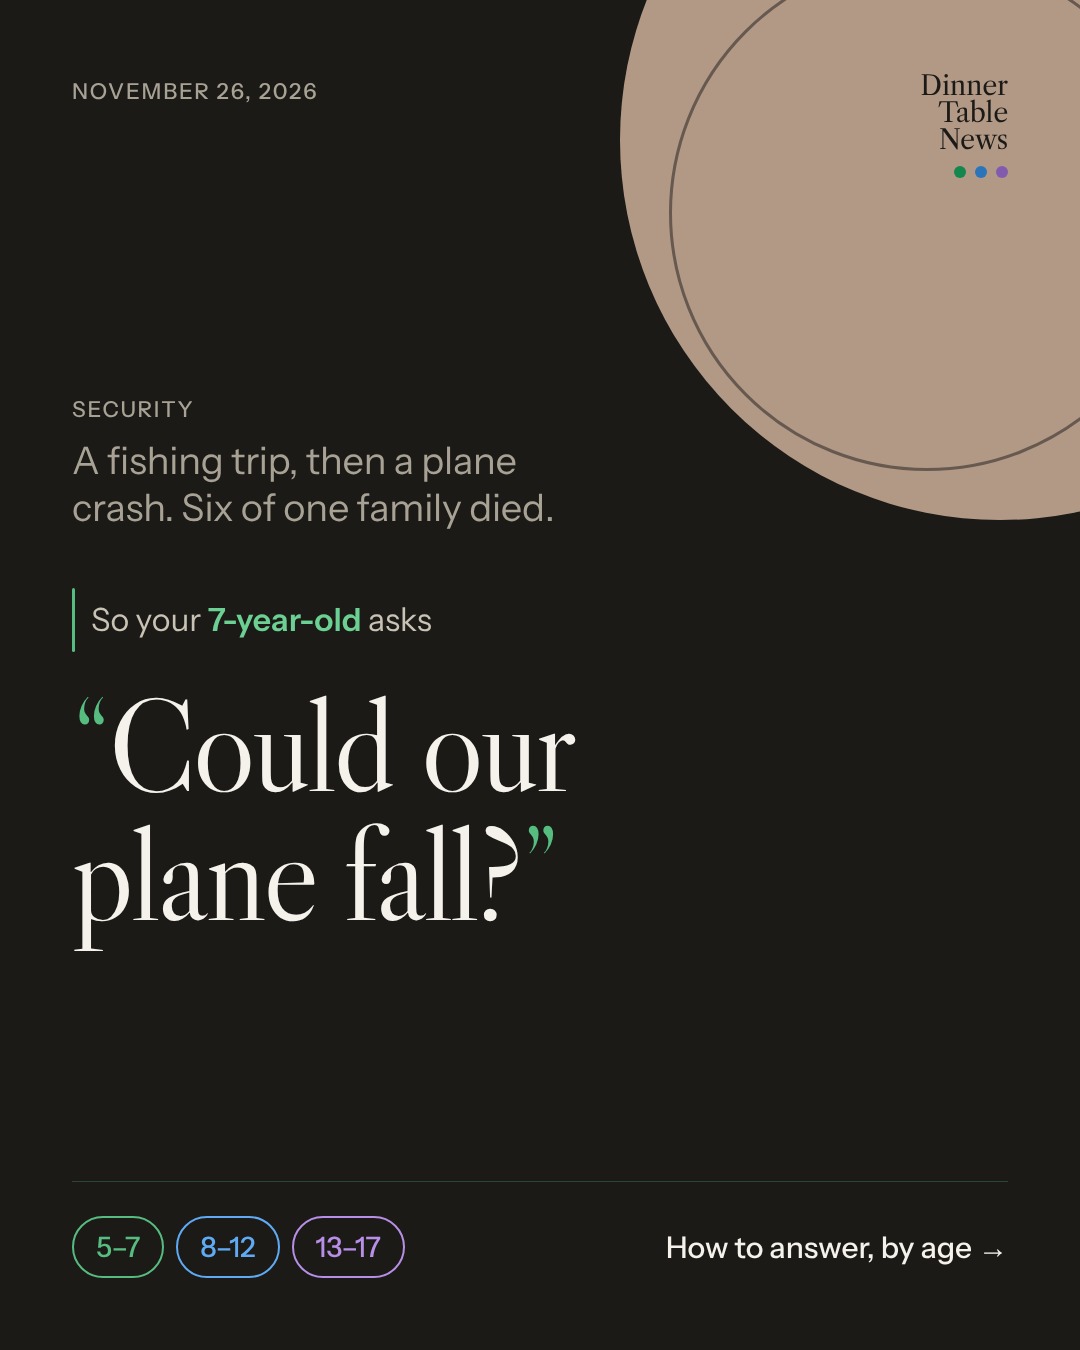 NOVEMBER 26, 2026
Dinner
Table
News
SECURITY
A fishing trip, then a plane
crash. Six of one family died.
So your 7-year-old asks
“Could our
plane fall?”
5–7
8–12
13–17
How to answer, by age →